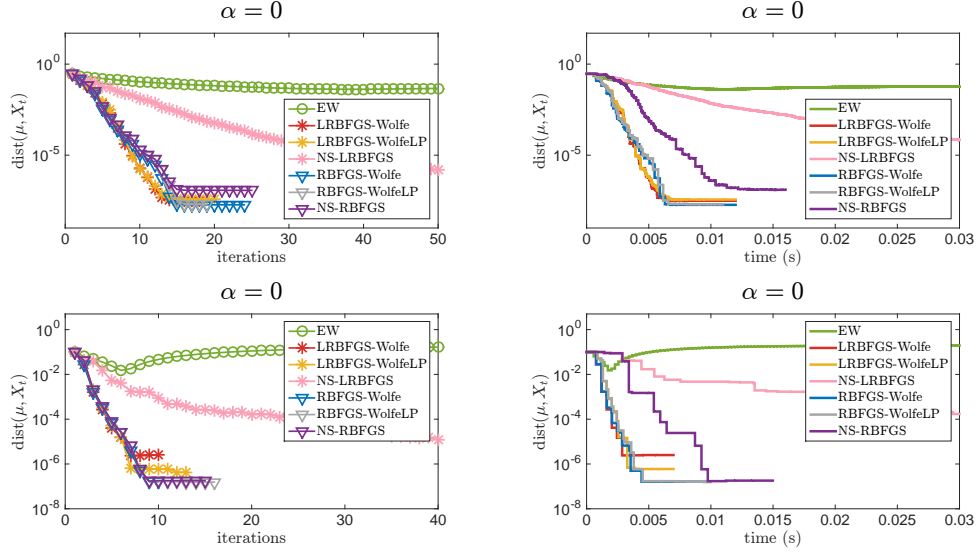 α = 0
dist(μ, X_t)
10^0
10^-5
0 10 20 30 40 50
iterations
EW
LRBFGS-Wolfe
LRBFGS-WolfeLP
NS-LRBFGS
RBFGS-Wolfe
RBFGS-WolfeLP
NS-RBFGS
α = 0
dist(μ, X_t)
10^0
10^-5
0 0.005 0.01 0.015 0.02 0.025 0.03
time (s)
EW
LRBFGS-Wolfe
LRBFGS-WolfeLP
NS-LRBFGS
RBFGS-Wolfe
RBFGS-WolfeLP
NS-RBFGS
α = 0
dist(μ, X_t)
10^0
10^-2
10^-4
10^-6
10^-8
0 10 20 30 40
iterations
EW
LRBFGS-Wolfe
LRBFGS-WolfeLP
NS-LRBFGS
RBFGS-Wolfe
RBFGS-WolfeLP
NS-RBFGS
α = 0
dist(μ, X_t)
10^0
10^-2
10^-4
10^-6
10^-8
0 0.005 0.01 0.015 0.02 0.025 0.03
time (s)
EW
LRBFGS-Wolfe
LRBFGS-WolfeLP
NS-LRBFGS
RBFGS-Wolfe
RBFGS-WolfeLP
NS-RBFGS